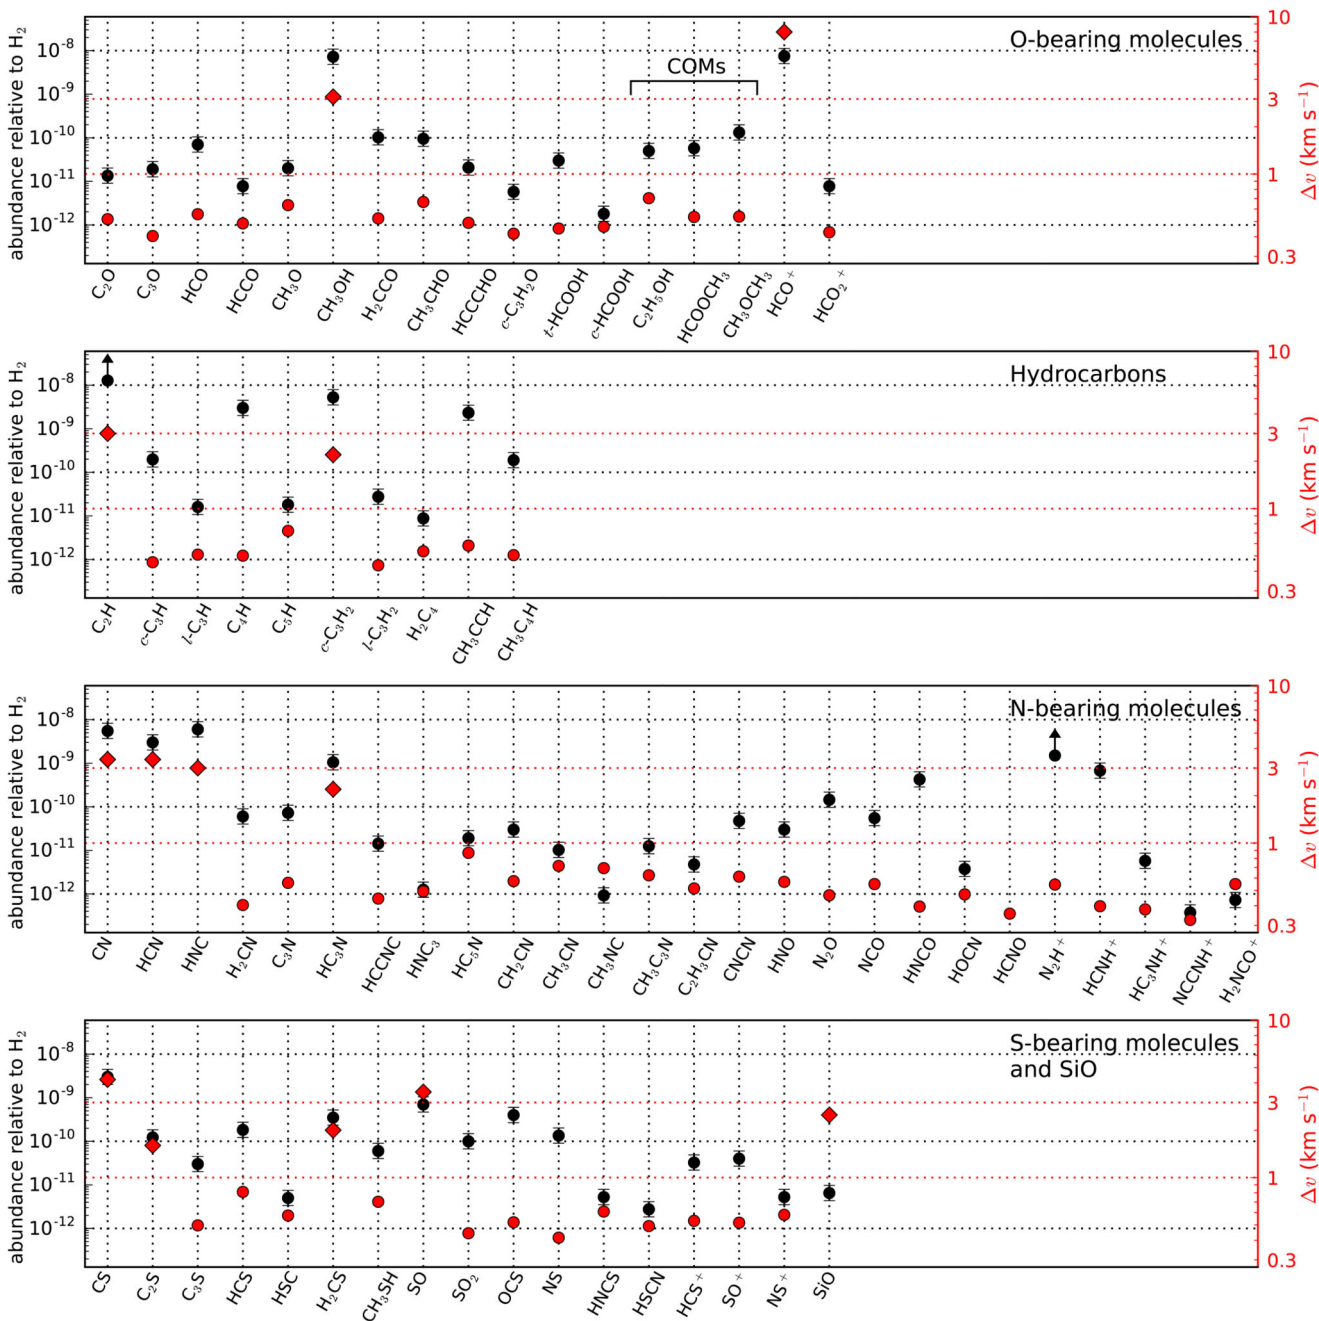 O-bearing molecules
COMs
abundance relative to H₂
10⁻⁸
10⁻⁹
10⁻¹⁰
10⁻¹¹
10⁻¹²
10
3
1
0.3
Δv (km s⁻¹)
C₂O
C₃O
HCO
HCCO
CH₃O
CH₃OH
H₂CCO
CH₃CHO
HCCCHO
c-C₃H₂O
t-HCOOH
c-HCOOH
C₂H₅OH
HCOOCH₃
CH₃OCH₃
HCO⁺
HCO₂⁺
Hydrocarbons
abundance relative to H₂
10⁻⁸
10⁻⁹
10⁻¹⁰
10⁻¹¹
10⁻¹²
10
3
1
0.3
Δv (km s⁻¹)
C₂H
c-C₃H
l-C₃H
C₄H
C₅H
c-C₃H₂
l-C₃H₂
H₂C₄
CH₃CCH
CH₃C₄H
N-bearing molecules
abundance relative to H₂
10⁻⁸
10⁻⁹
10⁻¹⁰
10⁻¹¹
10⁻¹²
10
3
1
0.3
Δv (km s⁻¹)
CN
HCN
HNC
H₂CN
C₃N
HC₃N
HCCNC
HNC₃
HC₅N
CH₂CN
CH₃CN
CH₃NC
CH₃C₃N
C₂H₃CN
CNCN
HNO
N₂O
NCO
HNCO
HOCN
HCNO
N₂H⁺
HCNH⁺
HC₃NH⁺
NCCNH⁺
H₂NCO⁺
S-bearing molecules
and SiO
abundance relative to H₂
10⁻⁸
10⁻⁹
10⁻¹⁰
10⁻¹¹
10⁻¹²
10
3
1
0.3
Δv (km s⁻¹)
CS
C₂S
C₃S
HCS
HSC
H₂CS
CH₃SH
SO
SO₂
OCS
NS
HNCS
HSCN
HCS⁺
SO⁺
NS⁺
SiO